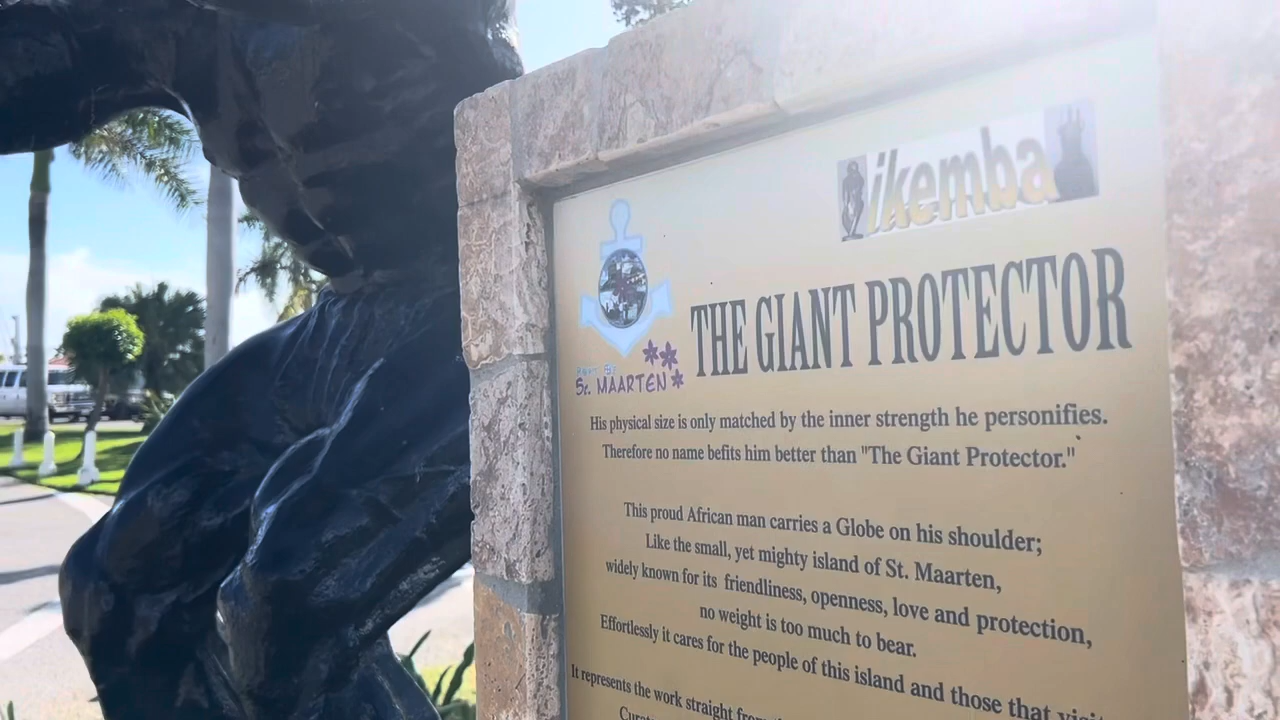 ikemba
St. MAARTEN
THE GIANT PROTECTOR
His physical size is only matched by the inner strength he personifies.
Therefore no name befits him better than "The Giant Protector."
This proud African man carries a Globe on his shoulder;
Like the small, yet mighty island of St. Maarten,
widely known for its friendliness, openness, love and protection,
no weight is too much to bear.
Effortlessly it cares for the people of this island and those that
It represents the work straight